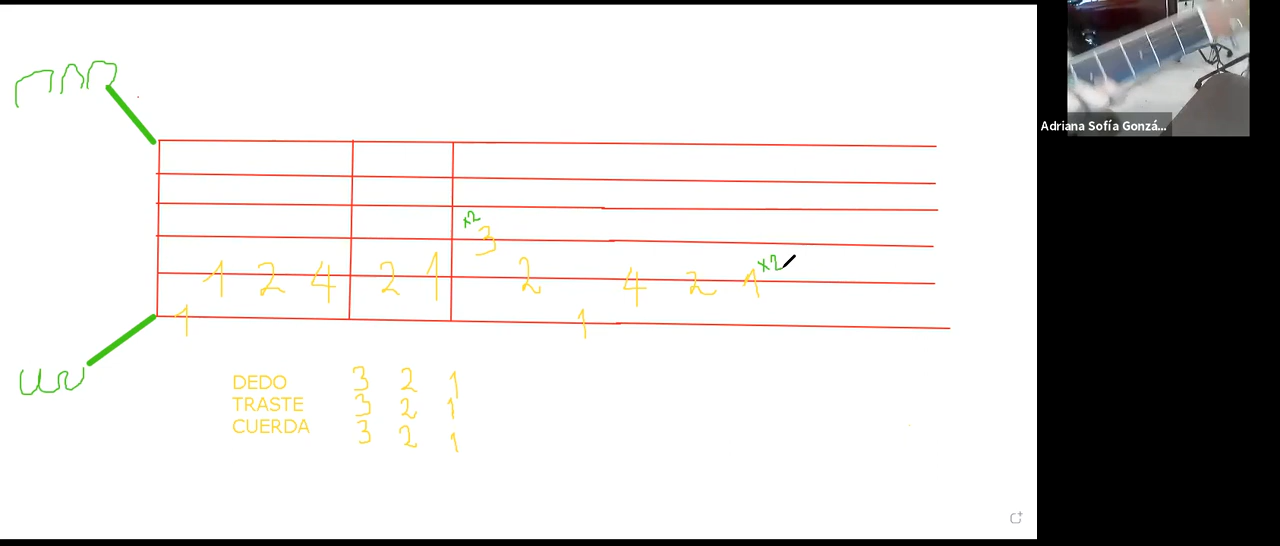 x2
3
1 2 4 2 1 2 4 2 1 x2
1 1
DEDO 3 2 1
TRASTE 3 2 1
CUERDA 3 2 1
Adriana Sofía Gonzá...